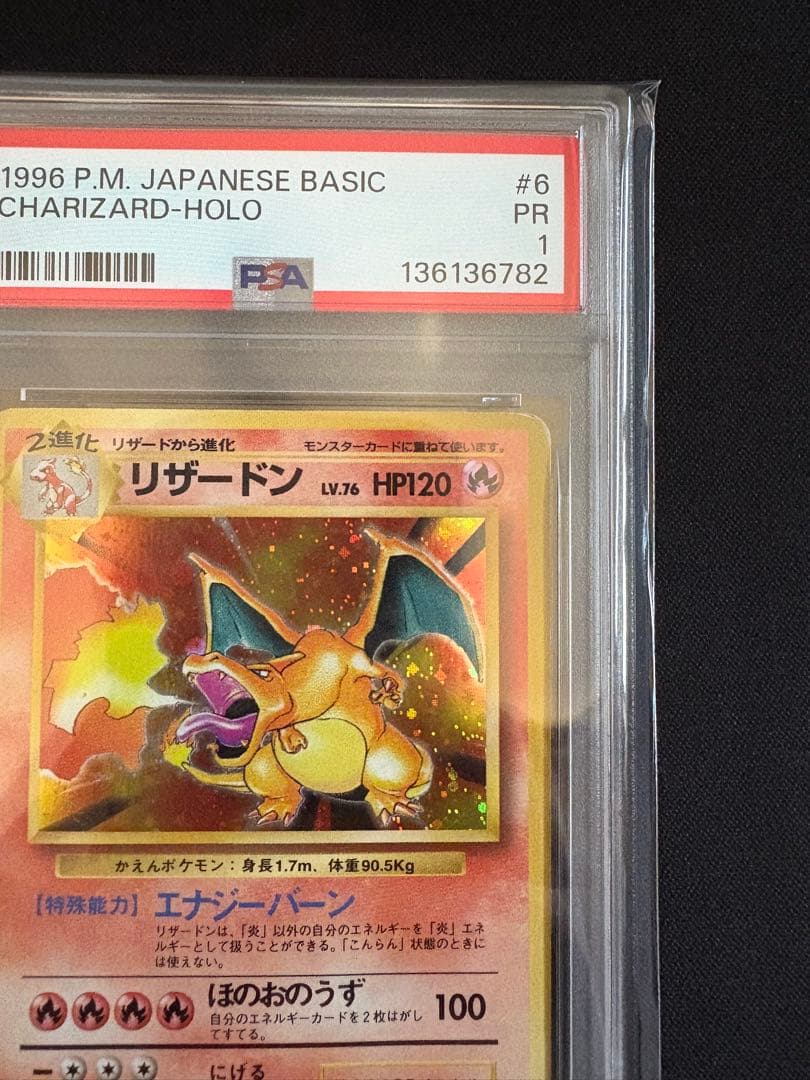 1996 P.M. JAPANESE BASIC #6
CHARIZARD-HOLO PR
1
PSA 136136782
2進化 リザードから進化 モンスターカードに重ねて使います。
リザードン LV.76 HP120
かえんポケモン：身長1.7m、体重90.5Kg
【特殊能力】 エナジーバーン
リザードンは、「炎」以外の自分のエネルギーを「炎」エネ
ルギーとして扱うことができる。「こんらん」状態のときに
は使えない。
ほのおのうず 100
自分のエネルギーカードを2枚はがし
てすてる。
にげる